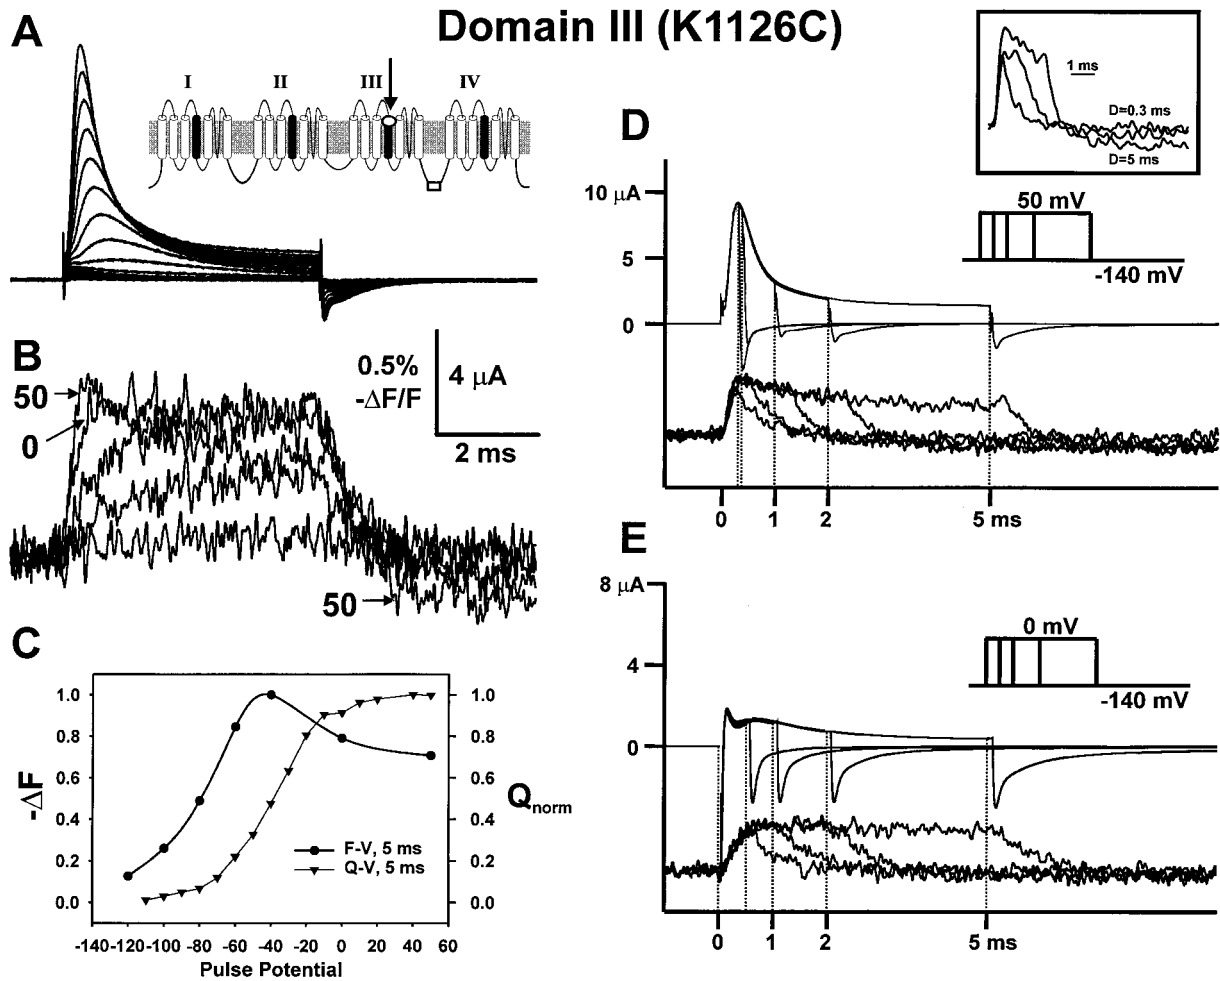 Domain III (K1126C)
A
I II III IV
B
50
0
0.5%
-ΔF/F
4 μA
2 ms
50
C
1.0
0.8
0.6
0.4
0.2
0.0
-ΔF
1.0
0.8
0.6
0.4
0.2
0.0
Qnorm
F-V, 5 ms
Q-V, 5 ms
-140 -120 -100 -80 -60 -40 -20 0 20 40 60
Pulse Potential
D
1 ms
D=0.3 ms
D=5 ms
10 μA
5
0
50 mV
-140 mV
0 1 2 5 ms
E
8 μA
4
0
0 mV
-140 mV
0 1 2 5 ms